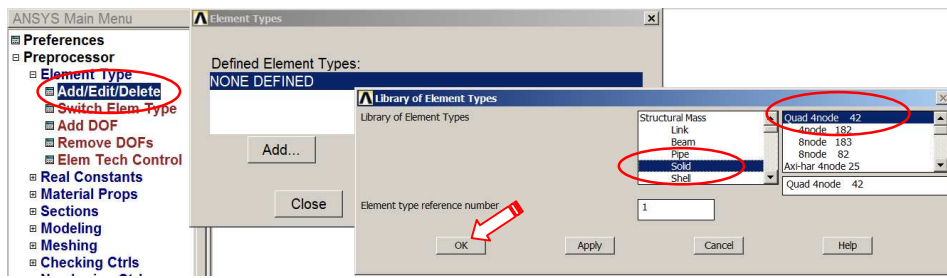 ANSYS Main Menu
Preferences
Preprocessor
Element Type
Add/Edit/Delete
Switch Elem Type
Add DOF
Remove DOFs
Elem Tech Control
Real Constants
Material Props
Sections
Modeling
Meshing
Checking Ctrls
Element Types
Defined Element Types:
NONE DEFINED
Add...
Close
Library of Element Types
Library of Element Types
Structural Mass
Link
Beam
Pipe
Solid
Shell
Quad 4node 42
4node 182
8node 183
8node 82
Axi-har 4node 25
Quad 4node 42
Element type reference number
1
OK
Apply
Cancel
Help